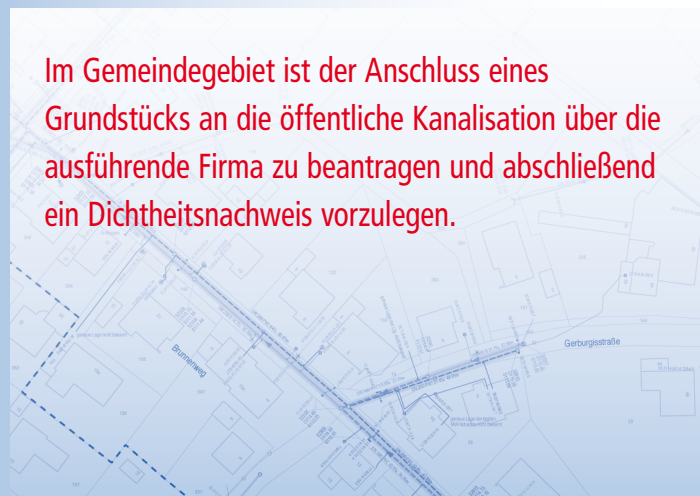 Im Gemeindegebiet ist der Anschluss eines
Grundstücks an die öffentliche Kanalisation über die
ausführende Firma zu beantragen und abschließend
ein Dichtheitsnachweis vorzulegen.
Gerburgisstraße
Brunnenweg